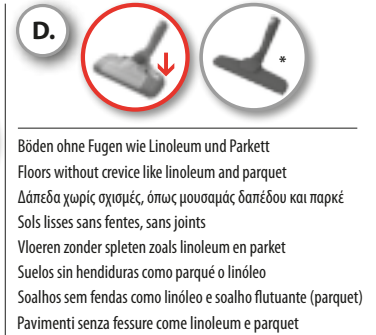 D.
*
Böden ohne Fugen wie Linoleum und Parkett
Floors without crevice like linoleum and parquet
Δάπεδα χωρίς σχισμές, όπως μουσαμάς δαπέδου και παρκέ
Sols lisses sans fentes, sans joints
Vloeren zonder spleten zoals linoleum en parket
Suelos sin hendiduras como parqué o linóleo
Soalhos sem fendas como linóleo e soalho flutuante (parquet)
Pavimenti senza fessure come linoleum e parquet